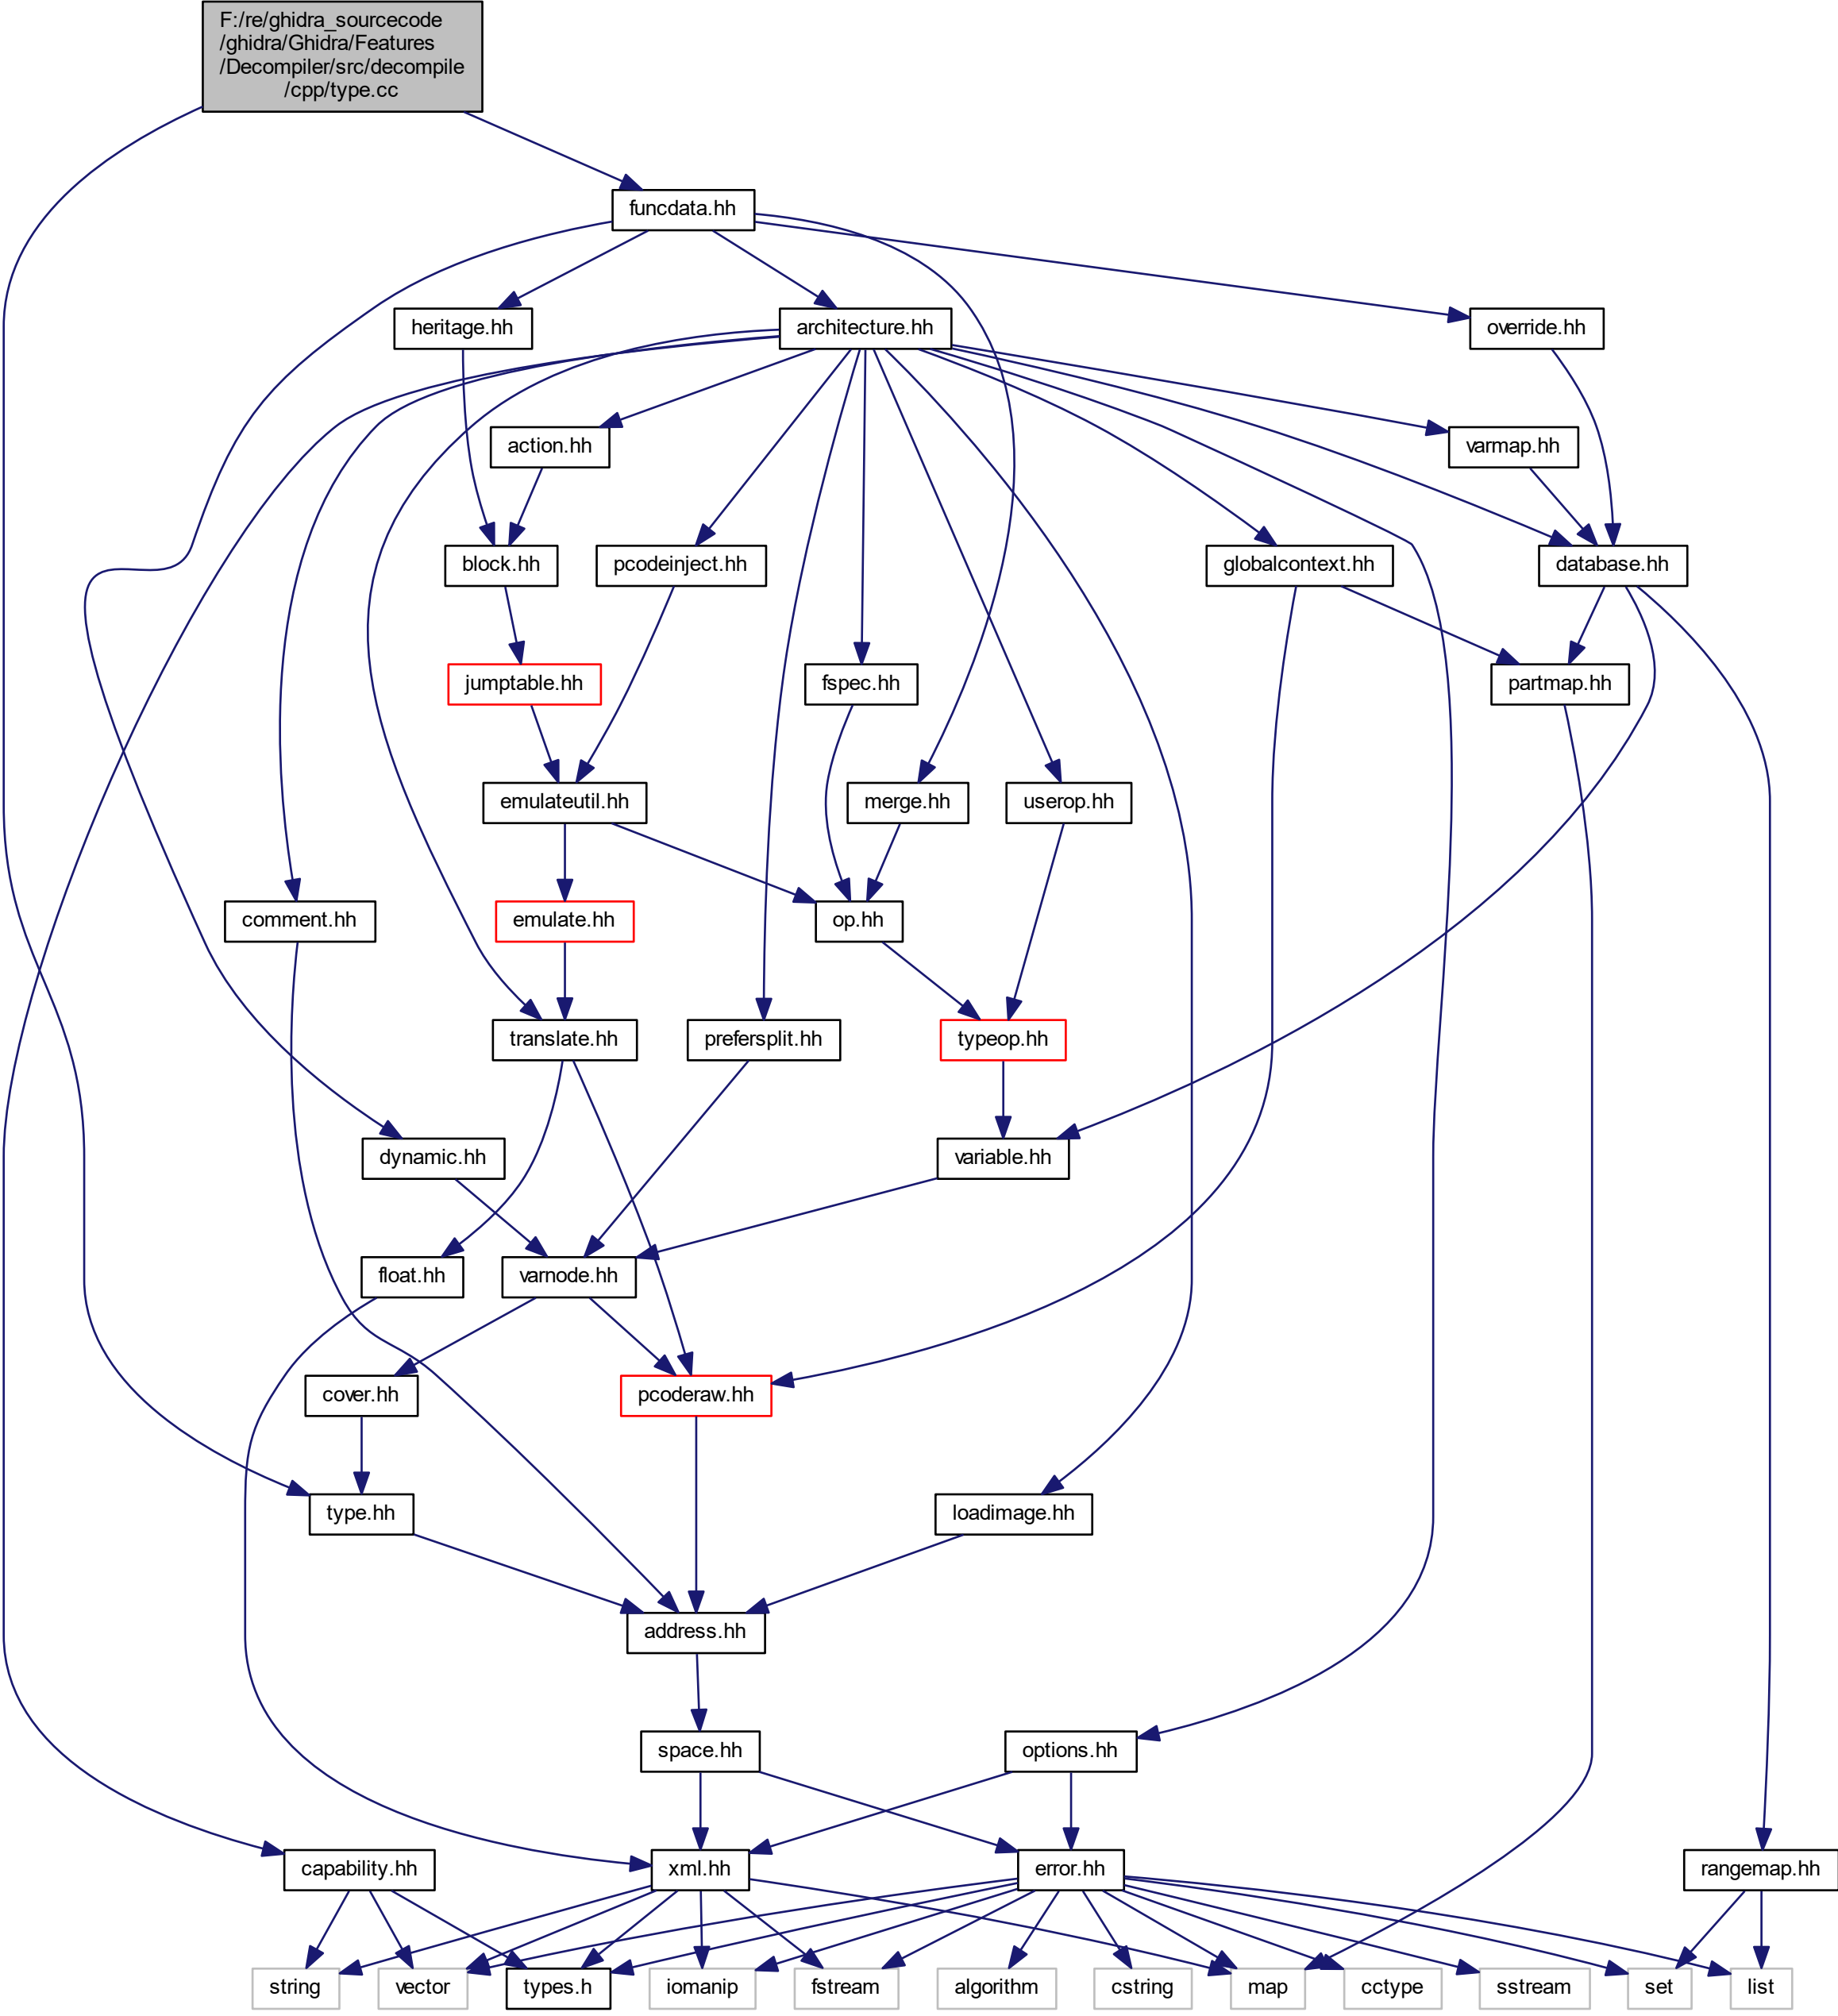 F:/re/ghidra_sourcecode
/ghidra/Ghidra/Features
/Decompiler/src/decompile
/cpp/type.cc
funcdata.hh
heritage.hh
architecture.hh
override.hh
action.hh
varmap.hh
block.hh
pcodeinject.hh
globalcontext.hh
database.hh
jumptable.hh
fspec.hh
partmap.hh
emulateutil.hh
merge.hh
userop.hh
comment.hh
emulate.hh
op.hh
translate.hh
prefersplit.hh
typeop.hh
dynamic.hh
variable.hh
float.hh
varnode.hh
cover.hh
pcoderaw.hh
type.hh
loadimage.hh
address.hh
space.hh
options.hh
capability.hh
xml.hh
error.hh
rangemap.hh
string
vector
types.h
iomanip
fstream
algorithm
cstring
map
cctype
sstream
set
list